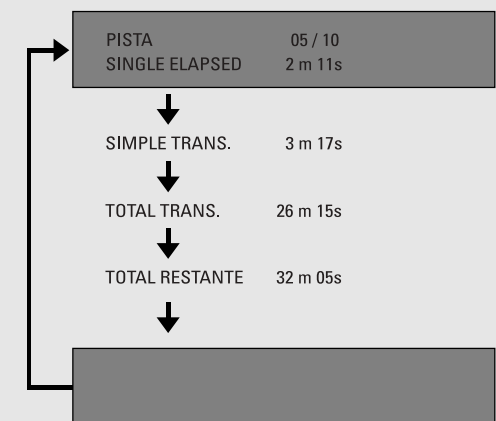 PISTA 05 / 10
SINGLE ELAPSED 2 m 11s
SIMPLE TRANS. 3 m 17s
TOTAL TRANS. 26 m 15s
TOTAL RESTANTE 32 m 05s